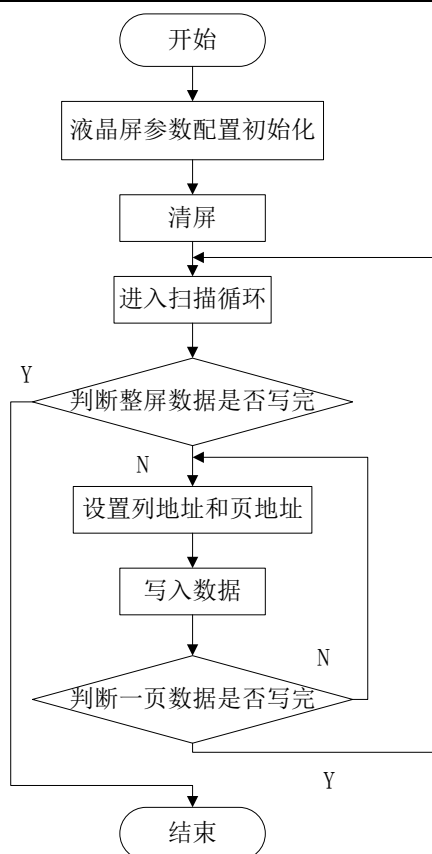 开始
液晶屏参数配置初始化
清屏
进入扫描循环
Y
判断整屏数据是否写完
N
设置列地址和页地址
写入数据
N
判断一页数据是否写完
Y
结束